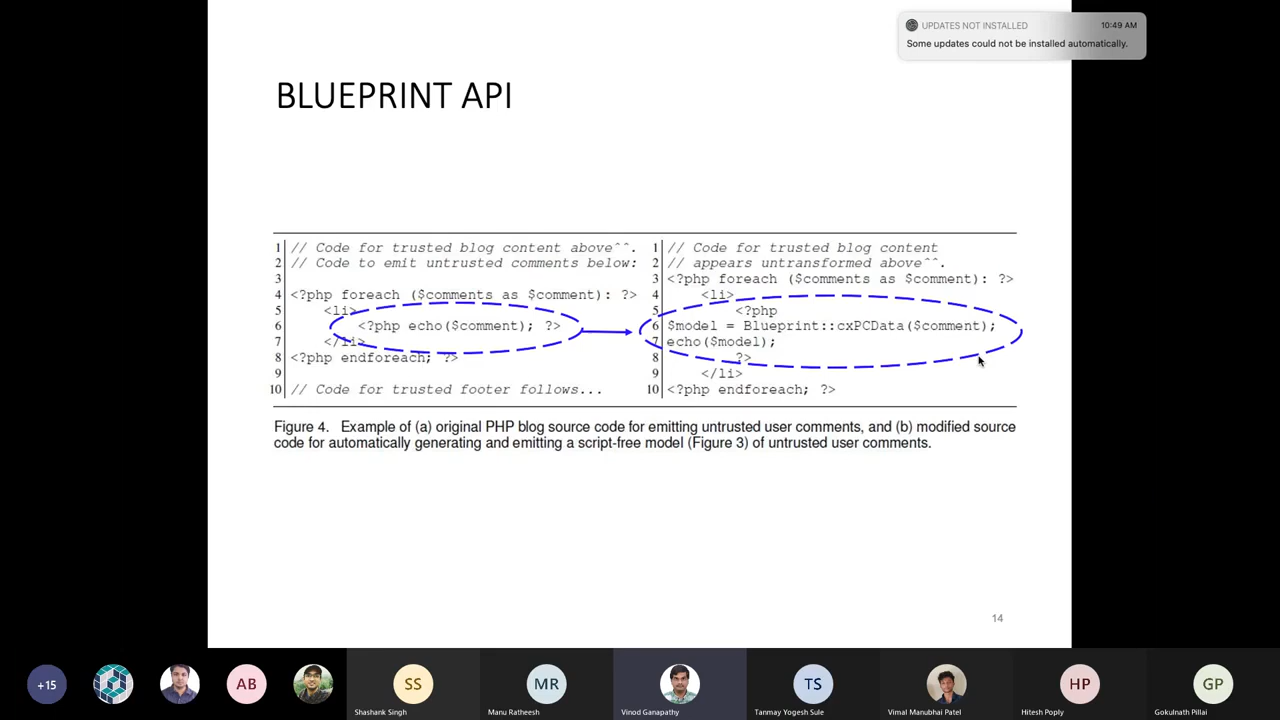 UPDATES NOT INSTALLED 10:49 AM
Some updates could not be installed automatically.
BLUEPRINT API
1 // Code for trusted blog content above^^.
2 // Code to emit untrusted comments below:
3
4 <?php foreach ($comments as $comment): ?>
5 <li>
6 <?php echo($comment); ?>
7 </li>
8 <?php endforeach; ?>
9
10 // Code for trusted footer follows...
1 // Code for trusted blog content
2 // appears untransformed above^^.
3 <?php foreach ($comments as $comment): ?>
4 <li>
5 <?php
6 $model = Blueprint::cxPCData($comment);
7 echo($model);
8 ?>
9 </li>
10 <?php endforeach; ?>
Figure 4. Example of (a) original PHP blog source code for emitting untrusted user comments, and (b) modified source
code for automatically generating and emitting a script-free model (Figure 3) of untrusted user comments.
14
+15
AB
SS
MR
TS
HP
GP
Shashank Singh
Manu Ratheesh
Vinod Ganapathy
Tanmay Yogesh Sule
Vimal Manubhai Patel
Hitesh Poply
Gokulnath Pillai